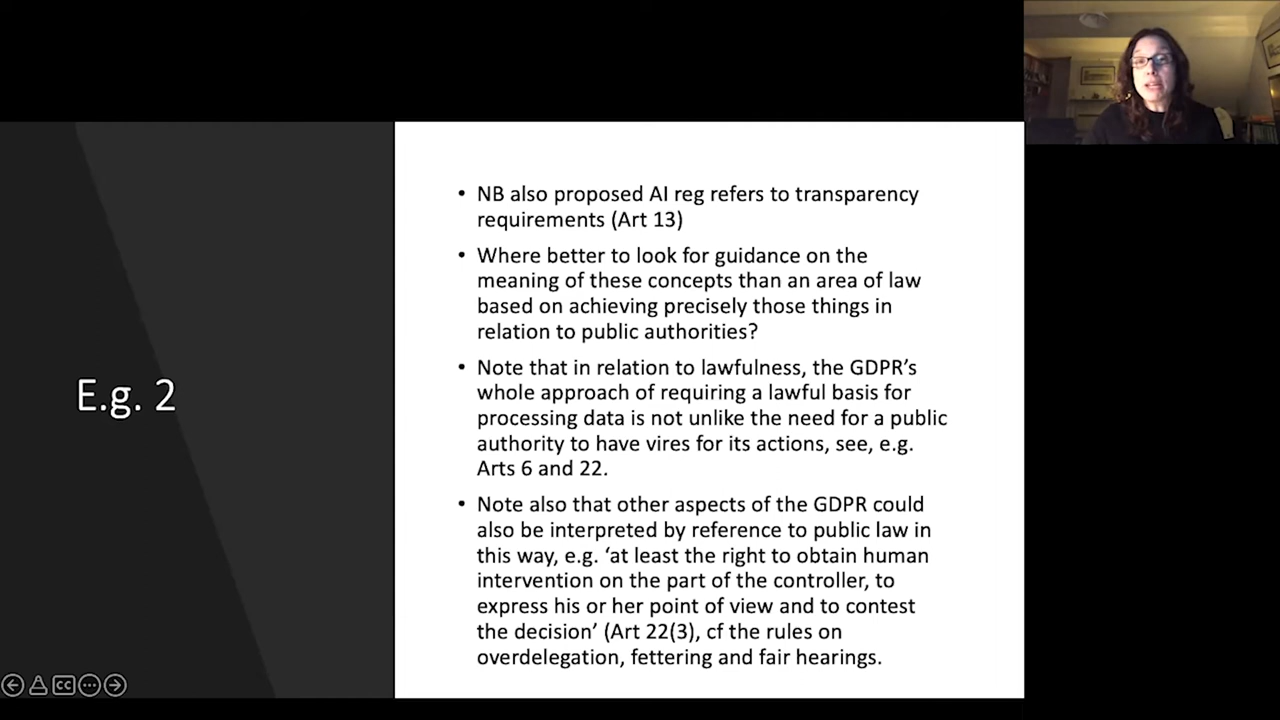 E.g. 2
• NB also proposed AI reg refers to transparency
requirements (Art 13)
• Where better to look for guidance on the
meaning of these concepts than an area of law
based on achieving precisely those things in
relation to public authorities?
• Note that in relation to lawfulness, the GDPR’s
whole approach of requiring a lawful basis for
processing data is not unlike the need for a public
authority to have vires for its actions, see, e.g.
Arts 6 and 22.
• Note also that other aspects of the GDPR could
also be interpreted by reference to public law in
this way, e.g. ‘at least the right to obtain human
intervention on the part of the controller, to
express his or her point of view and to contest
the decision’ (Art 22(3), cf the rules on
overdelegation, fettering and fair hearings.
CC